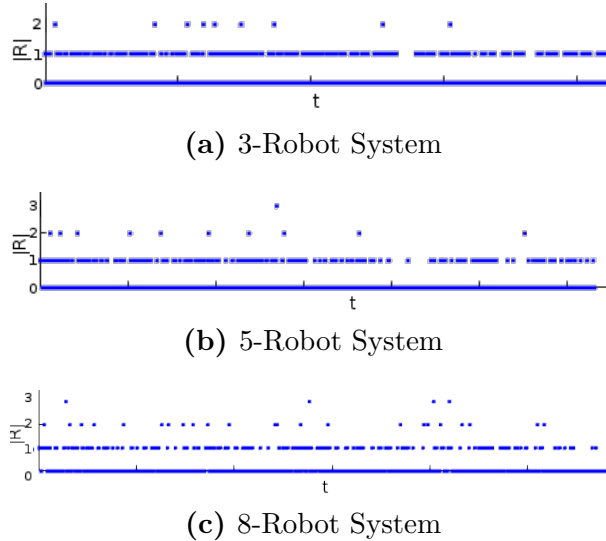 2
1
0
|R|
t
(a) 3-Robot System
3
2
1
0
|R|
t
(b) 5-Robot System
3
2
1
0
|R|
t
(c) 8-Robot System